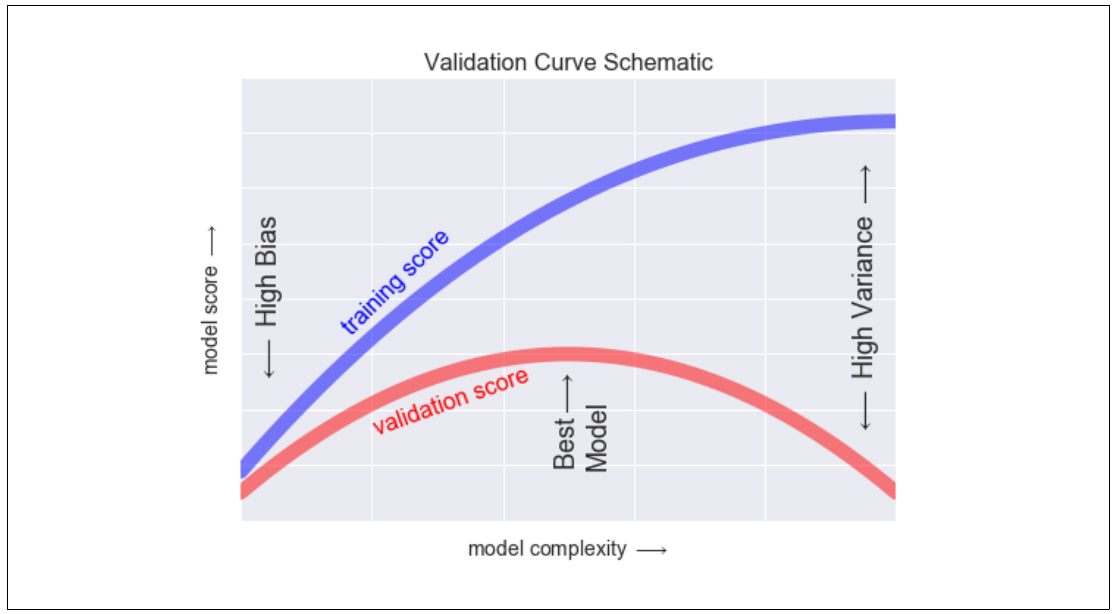 Validation Curve Schematic
model score →
← High Bias
training score
validation score
Best →
Model
← High Variance →
model complexity →